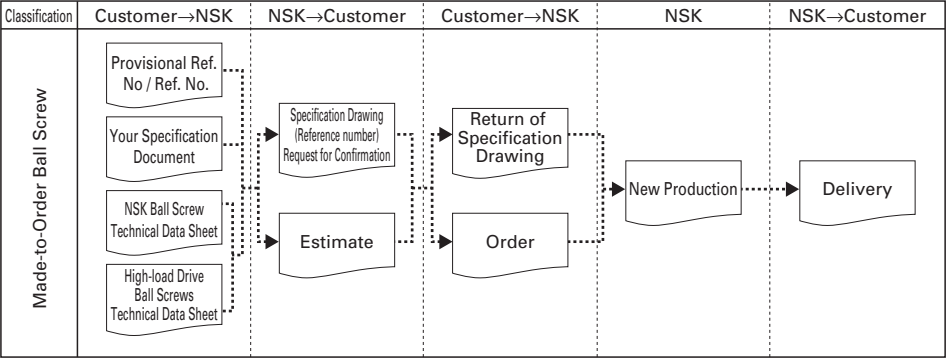 Classification
Customer→NSK
NSK→Customer
Customer→NSK
NSK
NSK→Customer
Made-to-Order Ball Screw
Provisional Ref.
No / Ref. No.
Your Specification
Document
NSK Ball Screw
Technical Data Sheet
High-load Drive
Ball Screws
Technical Data Sheet
Specification Drawing
(Reference number)
Request for Confirmation
Estimate
Return of
Specification
Drawing
Order
New Production
Delivery